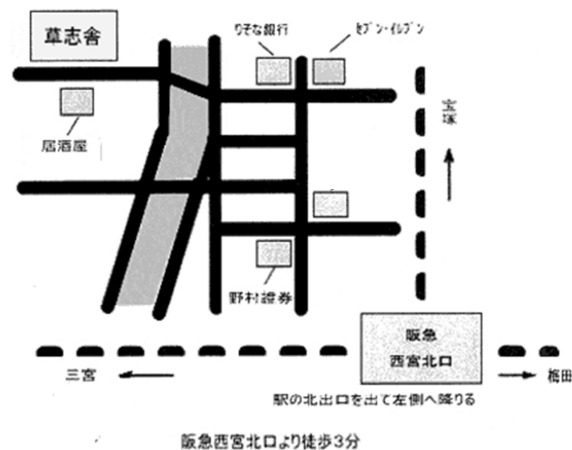 草志舎
りそな銀行
セブン・イレブン
居酒屋
宝塚
野村證券
阪急
西宮北口
三宮
梅田
駅の北出口を出て左側へ降りる
阪急西宮北口より徒歩3分